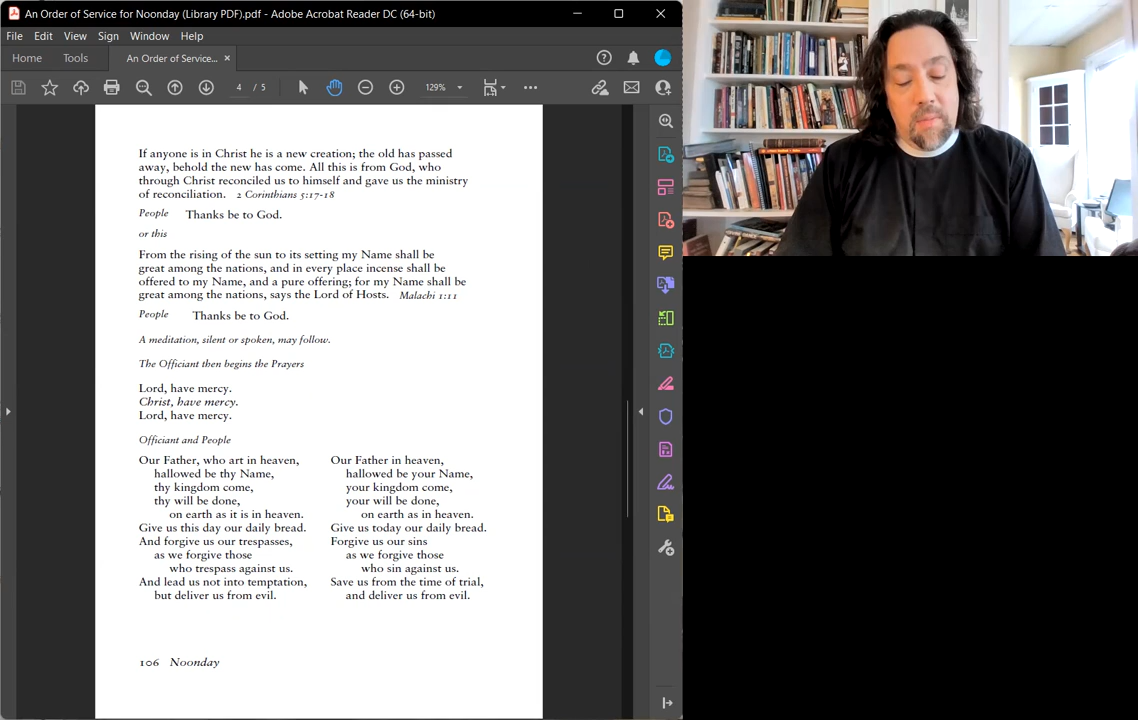 An Order of Service for Noonday (Library PDF).pdf - Adobe Acrobat Reader DC (64-bit)
File Edit View Sign Window Help
Home Tools An Order of Service... ×
4 / 5 129%
If anyone is in Christ he is a new creation; the old has passed
away, behold the new has come. All this is from God, who
through Christ reconciled us to himself and gave us the ministry
of reconciliation. 2 Corinthians 5:17-18
People Thanks be to God.
or this
From the rising of the sun to its setting my Name shall be
great among the nations, and in every place incense shall be
offered to my Name, and a pure offering; for my Name shall be
great among the nations, says the Lord of Hosts. Malachi 1:11
People Thanks be to God.
A meditation, silent or spoken, may follow.
The Officiant then begins the Prayers
Lord, have mercy.
Christ, have mercy.
Lord, have mercy.
Officiant and People
Our Father, who art in heaven,
hallowed be thy Name,
thy kingdom come,
thy will be done,
on earth as it is in heaven.
Give us this day our daily bread.
And forgive us our trespasses,
as we forgive those
who trespass against us.
And lead us not into temptation,
but deliver us from evil.
Our Father in heaven,
hallowed be your Name,
your kingdom come,
your will be done,
on earth as in heaven.
Give us today our daily bread.
Forgive us our sins
as we forgive those
who sin against us.
Save us from the time of trial,
and deliver us from evil.
106 Noonday